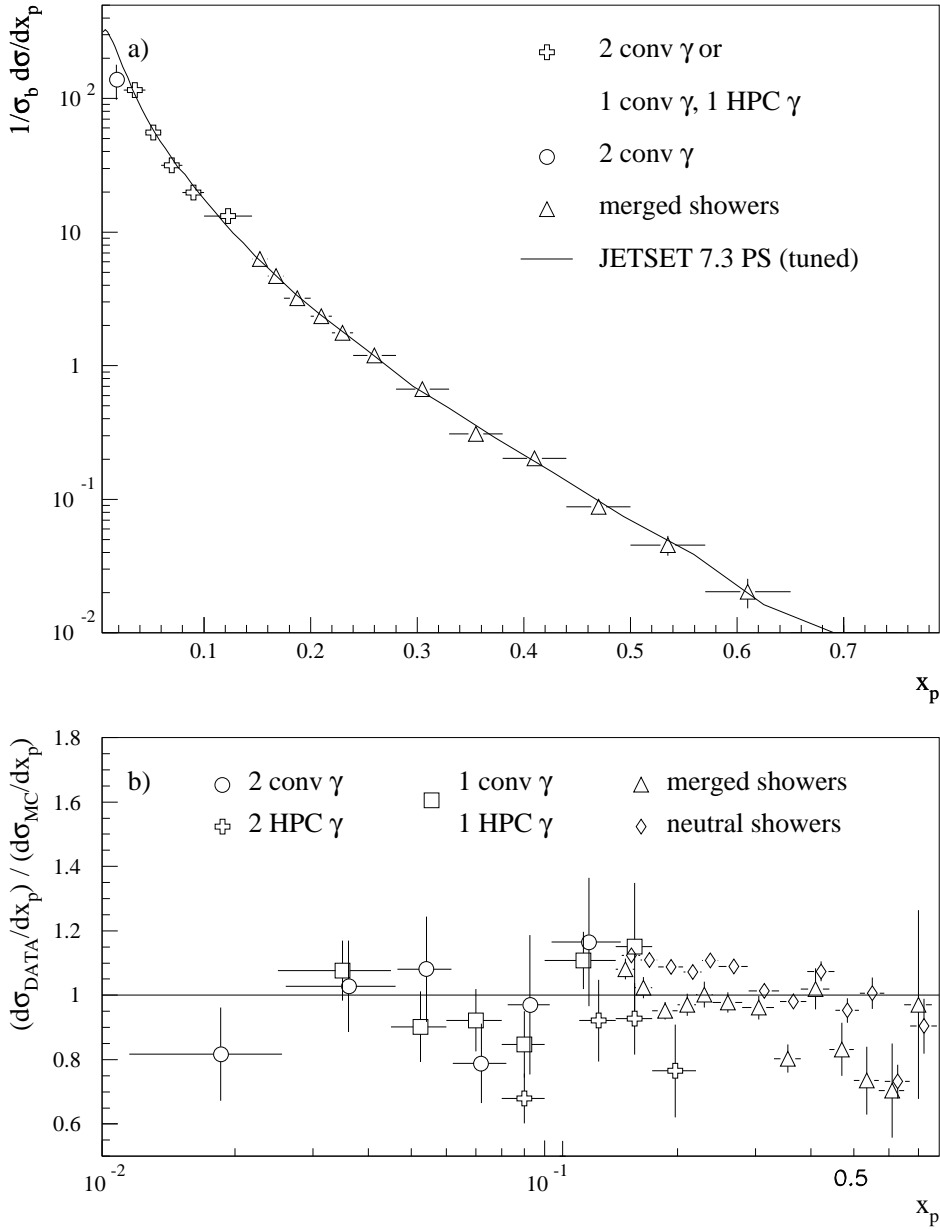 1/σ_b dσ/dx_p
a)
2 conv γ or
1 conv γ, 1 HPC γ
2 conv γ
merged showers
JETSET 7.3 PS (tuned)
10^2
10
1
10^-1
10^-2
0.1 0.2 0.3 0.4 0.5 0.6 0.7
x_p
(dσ_DATA/dx_p) / (dσ_MC/dx_p)
b)
2 conv γ 1 conv γ merged showers
2 HPC γ 1 HPC γ neutral showers
1.8
1.6
1.4
1.2
1
0.8
0.6
10^-2 10^-1 0.5
x_p